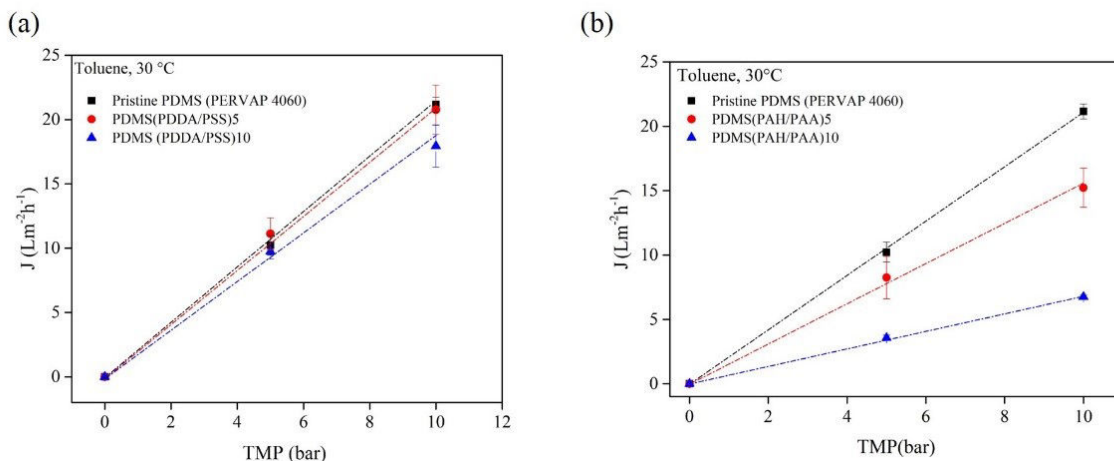 (a)
Toluene, 30 °C
Pristine PDMS (PERVAP 4060)
PDMS(PDDA/PSS)5
PDMS (PDDA/PSS)10
25
20
15
10
5
0
J (Lm⁻²h⁻¹)
0 2 4 6 8 10 12
TMP (bar)
(b)
Toluene, 30°C
Pristine PDMS (PERVAP 4060)
PDMS(PAH/PAA)5
PDMS(PAH/PAA)10
25
20
15
10
5
0
J (Lm⁻²h⁻¹)
0 2 4 6 8 10
TMP(bar)